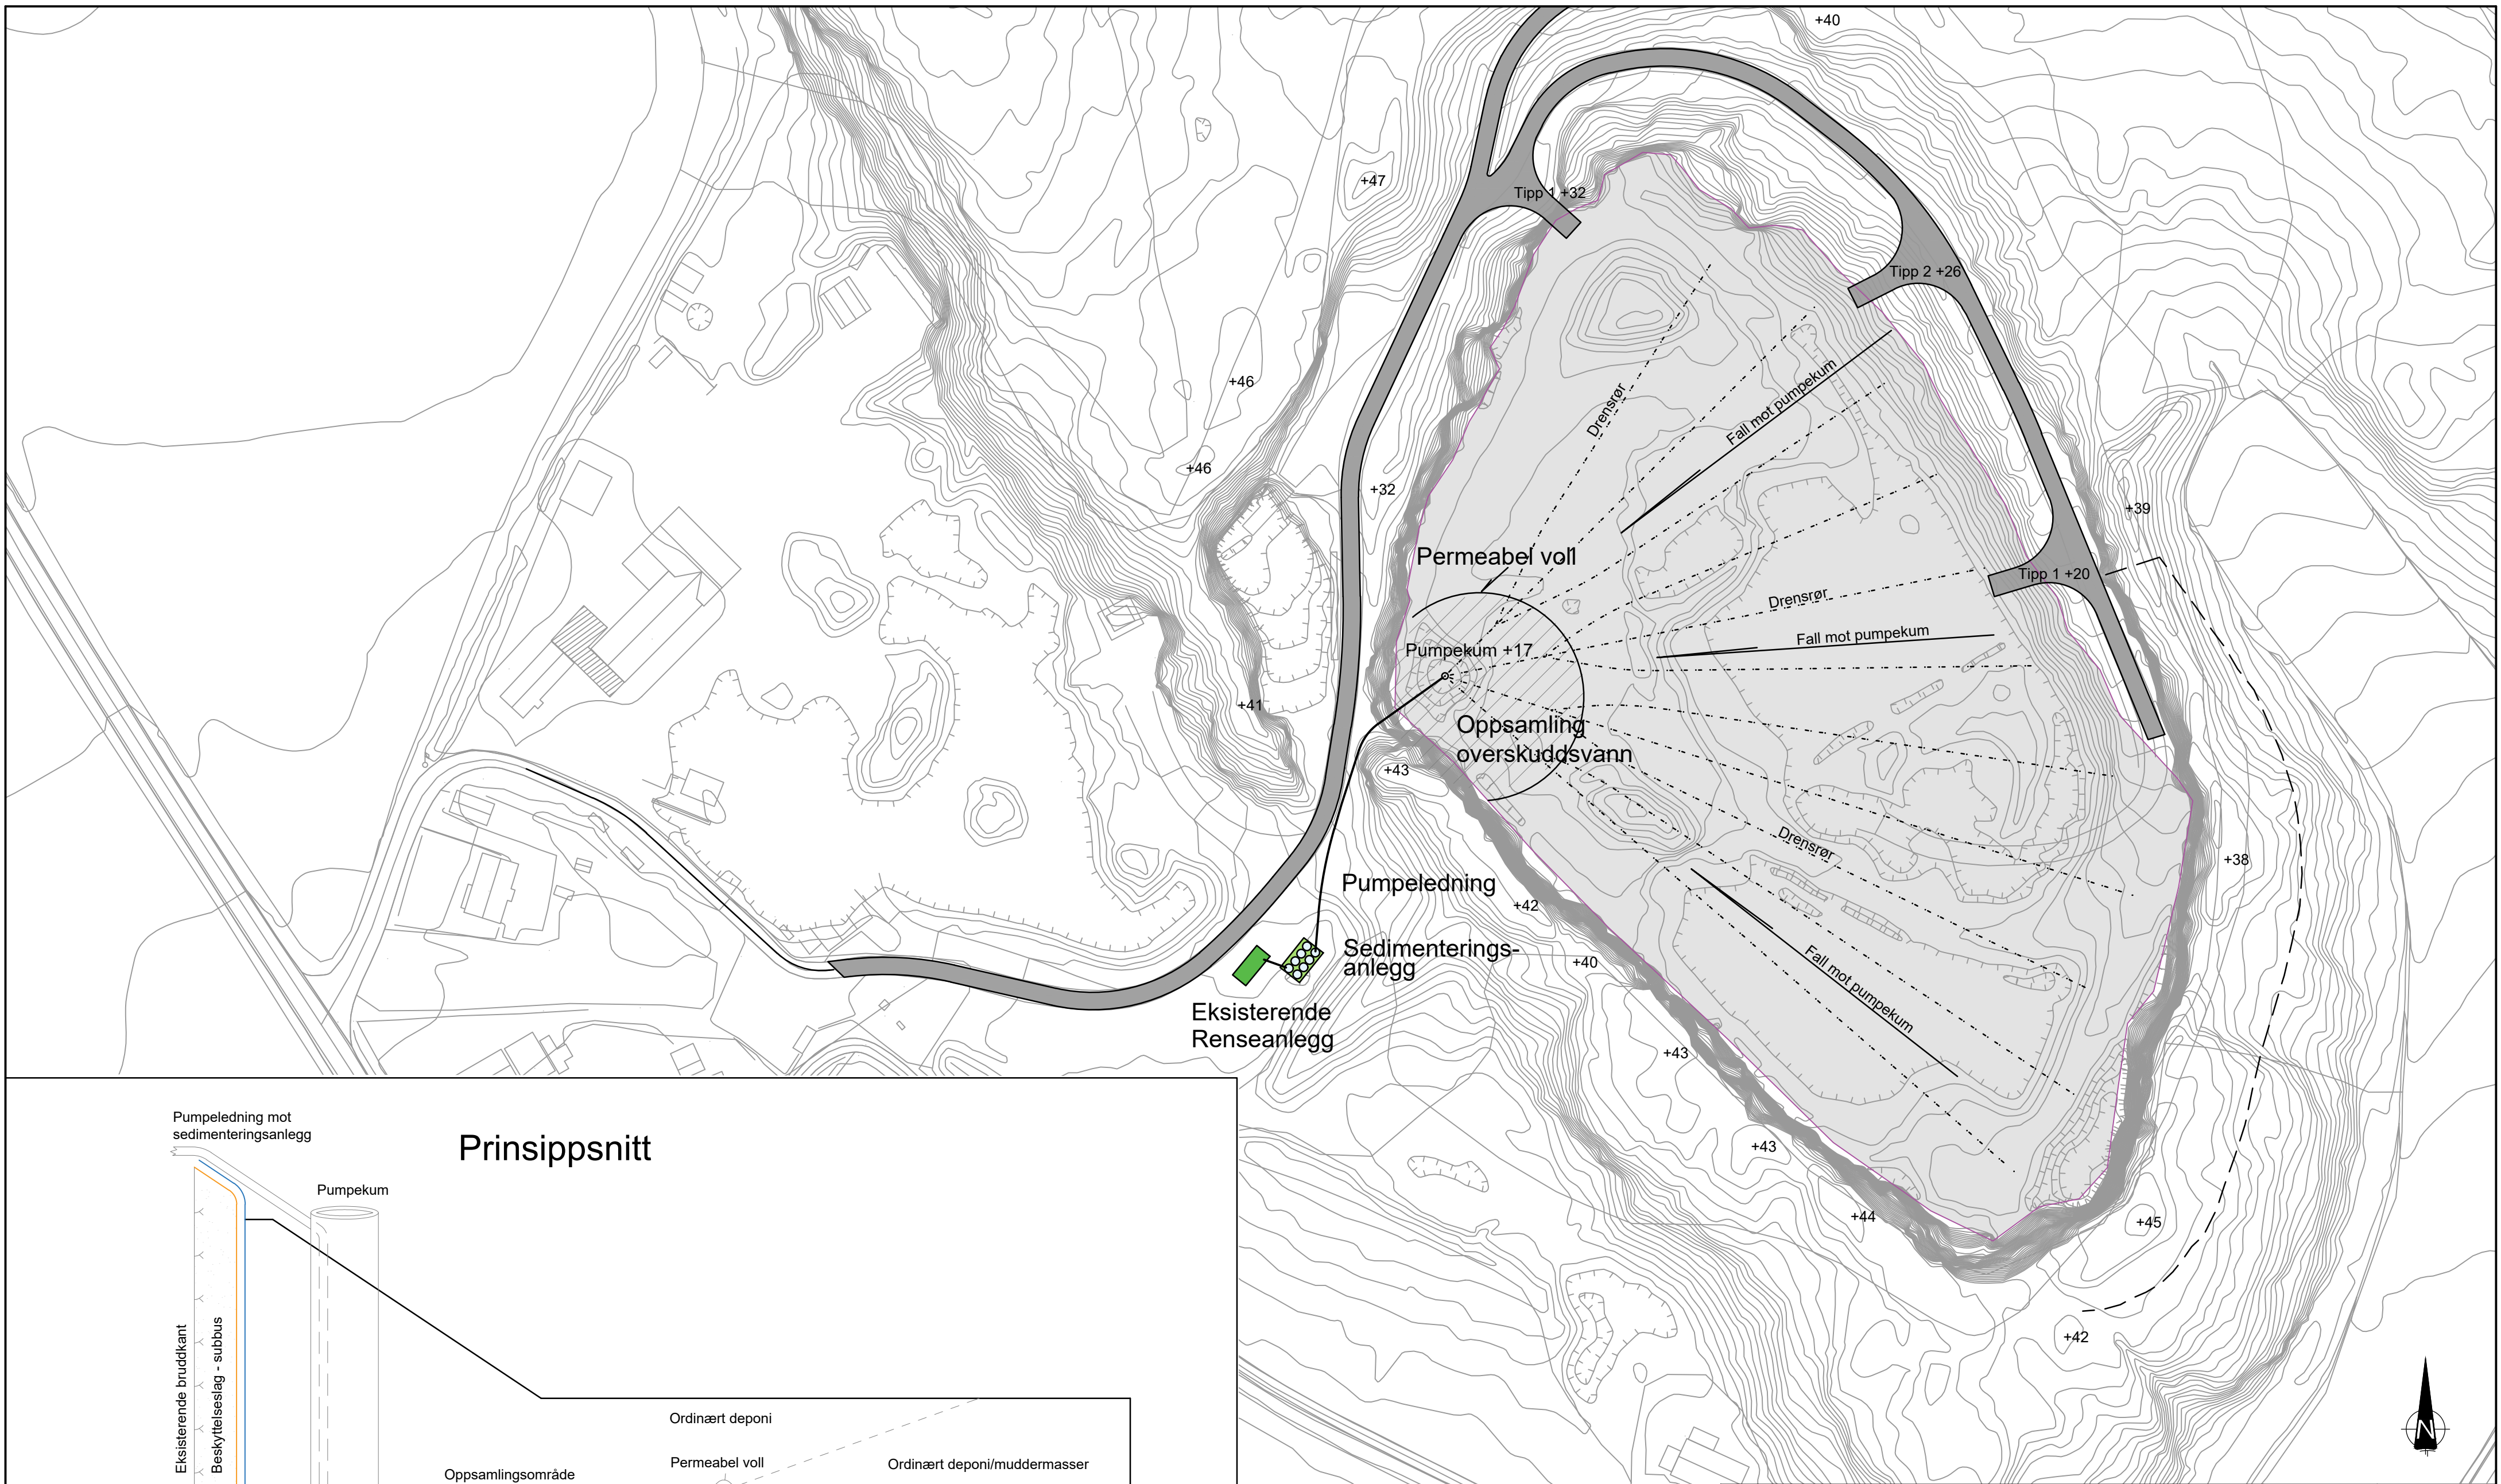 +40
+47
Tipp 1 +32
Tipp 2 +26
+46
Drensrør
Fall mot pumpekum
+46
+32
+39
Permeabel voll
Tipp 1 +20
Drensrør
Fall mot pumpekum
Pumpekum +17
+41
Oppsamling
overskuddsvann
+43
Drensrør
+38
Pumpeledning
+42
Sedimenterings-
anlegg
+40
Fall mot pumpekum
Eksisterende
Renseanlegg
+43
+43
+44
+45
+42
N
Prinsippsnitt
Pumpeledning mot
sedimenteringsanlegg
Pumpekum
Eksisterende bruddkant
Beskyttelseslag - subbus
Ordinært deponi
Permeabel voll
Ordinært deponi/muddermasser
Oppsamlingsområde